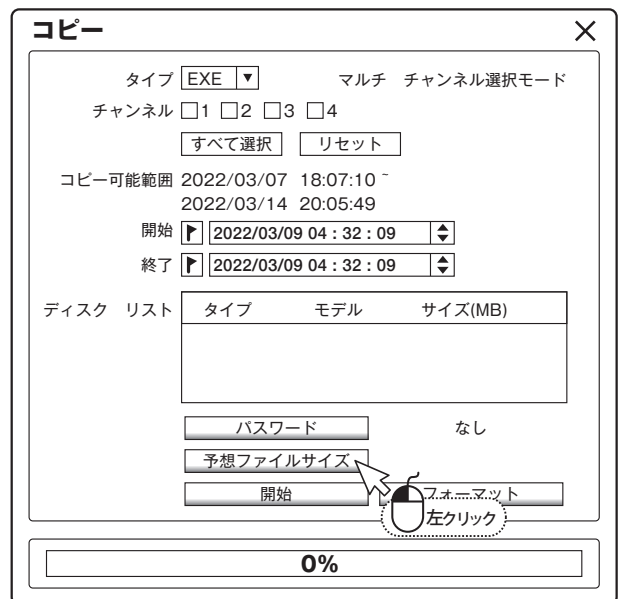 コピー
タイプ EXE ▼ マルチ チャンネル選択モード
チャンネル □1 □2 □3 □4
すべて選択 リセット
コピー可能範囲 2022/03/07 18:07:10 ~
2022/03/14 20:05:49
開始 2022/03/09 04 : 32 : 09
終了 2022/03/09 04 : 32 : 09
ディスク リスト タイプ モデル サイズ(MB)
パスワード なし
予想ファイルサイズ
開始 フォーマット
左クリック
0%